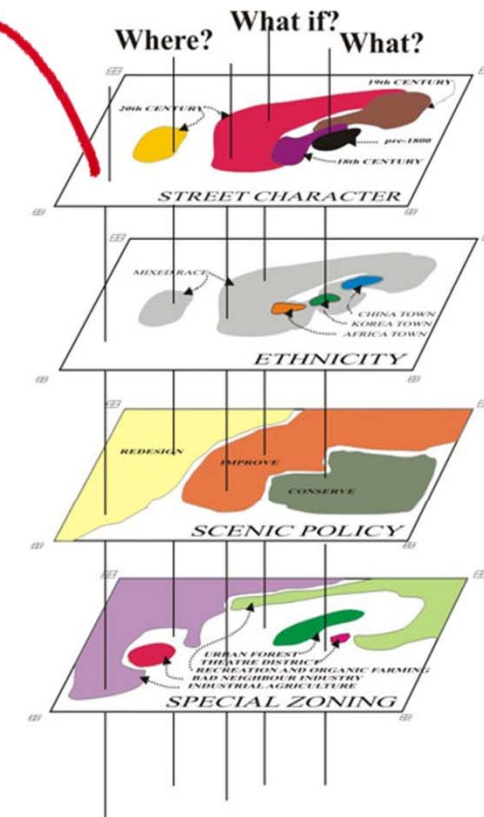 Where?
What if?
What?
19th CENTURY
20th CENTURY
pre-1800
18th CENTURY
STREET CHARACTER
MIXED RACE
CHINA TOWN
KOREA TOWN
AFRICA TOWN
ETHNICITY
REDESIGN
IMPROVE
CONSERVE
SCENIC POLICY
URBAN FOREST
THEATRE DISTRICT
RECREATION AND ORGANIC FARMING
BAD NEIGHBOUR INDUSTRY
INDUSTRIAL AGRICULTURE
SPECIAL ZONING